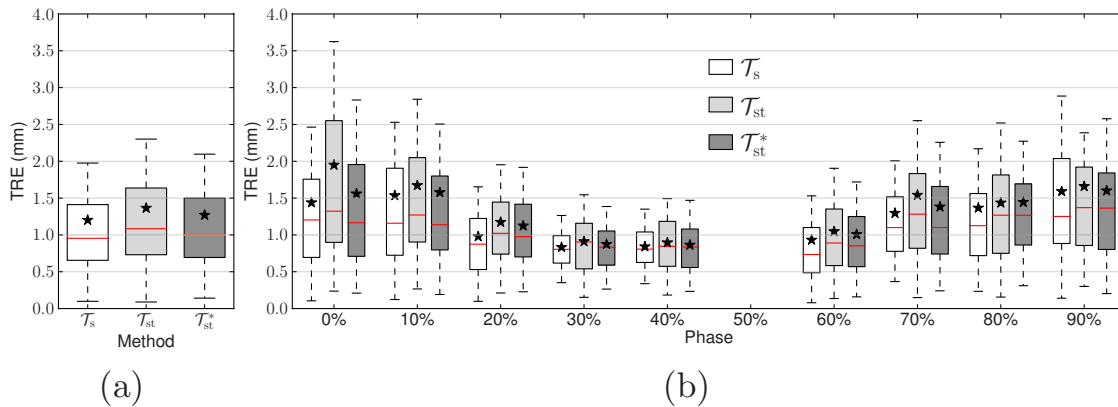 4.0
3.5
3.0
2.5
2.0
1.5
1.0
0.5
0.0
TRE (mm)
𝒯s 𝒯st 𝒯*st
Method
(a)
4.0
3.5
3.0
2.5
2.0
1.5
1.0
0.5
0.0
TRE (mm)
𝒯s
𝒯st
𝒯*st
0% 10% 20% 30% 40% 50% 60% 70% 80% 90%
Phase
(b)